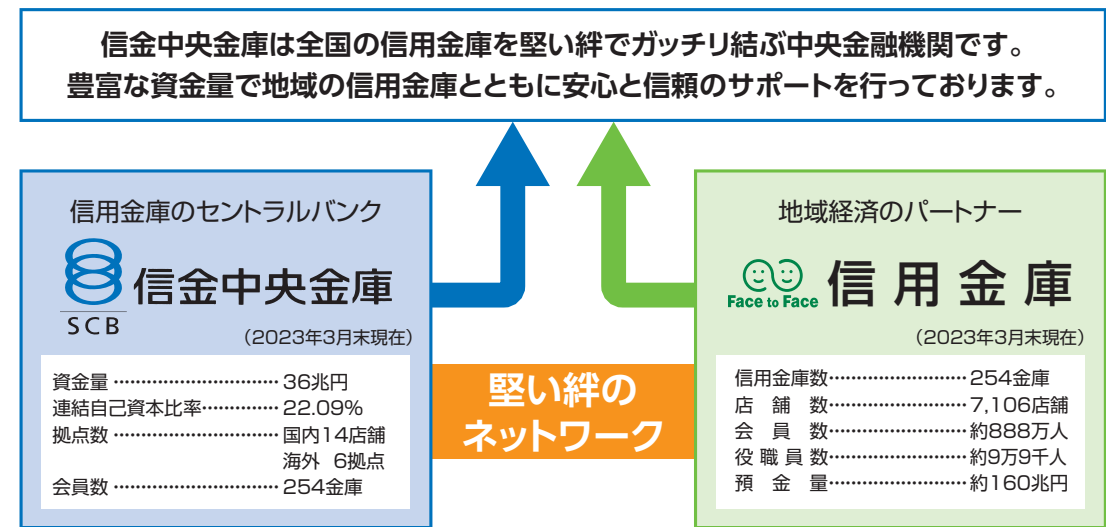 信金中央金庫は全国の信用金庫を堅い絆でガッチリ結ぶ中央金融機関です。
豊富な資金量で地域の信用金庫とともに安心と信頼のサポートを行っております。
信用金庫のセントラルバンク
信金中央金庫
SCB
(2023年3月末現在)
資金量 …………………………… 36兆円
連結自己資本比率…………… 22.09%
拠点数 …………………………… 国内14店舗
海外 6拠点
会員数 …………………………… 254金庫
堅い絆の
ネットワーク
地域経済のパートナー
Face to Face 信用金庫
(2023年3月末現在)
信用金庫数……………………254金庫
店舗数……………………7,106店舗
会員数……………………約888万人
役職員数……………………約9万9千人
預金量……………………約160兆円